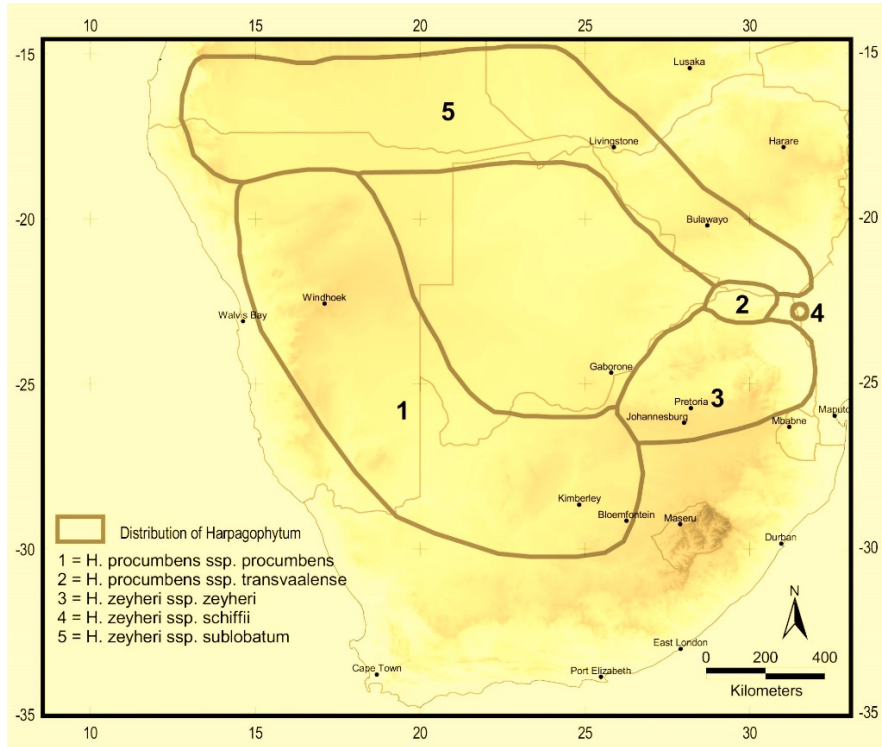 10 15 20 25 30
-15 -15
Lusaka
5
Livingstone
Harare
-20 -20
Bulawayo
Windhoek
2
4
Walvis Bay
Gaborone
-25 -25
3
Pretoria
1
Johannesburg
Maputo
Mbabne
Kimberley
Bloemfontein
Maseru
Distribution of Harpagophytum
Durban
-30 -30
1 = H. procumbens ssp. procumbens
2 = H. procumbens ssp. transvaalense
3 = H. zeyheri ssp. zeyheri
4 = H. zeyheri ssp. schiffii
5 = H. zeyheri ssp. sublobatum
N
East London
0 200 400
Cape Town
Port Elizabeth
Kilometers
-35 -35
10 15 20 25 30